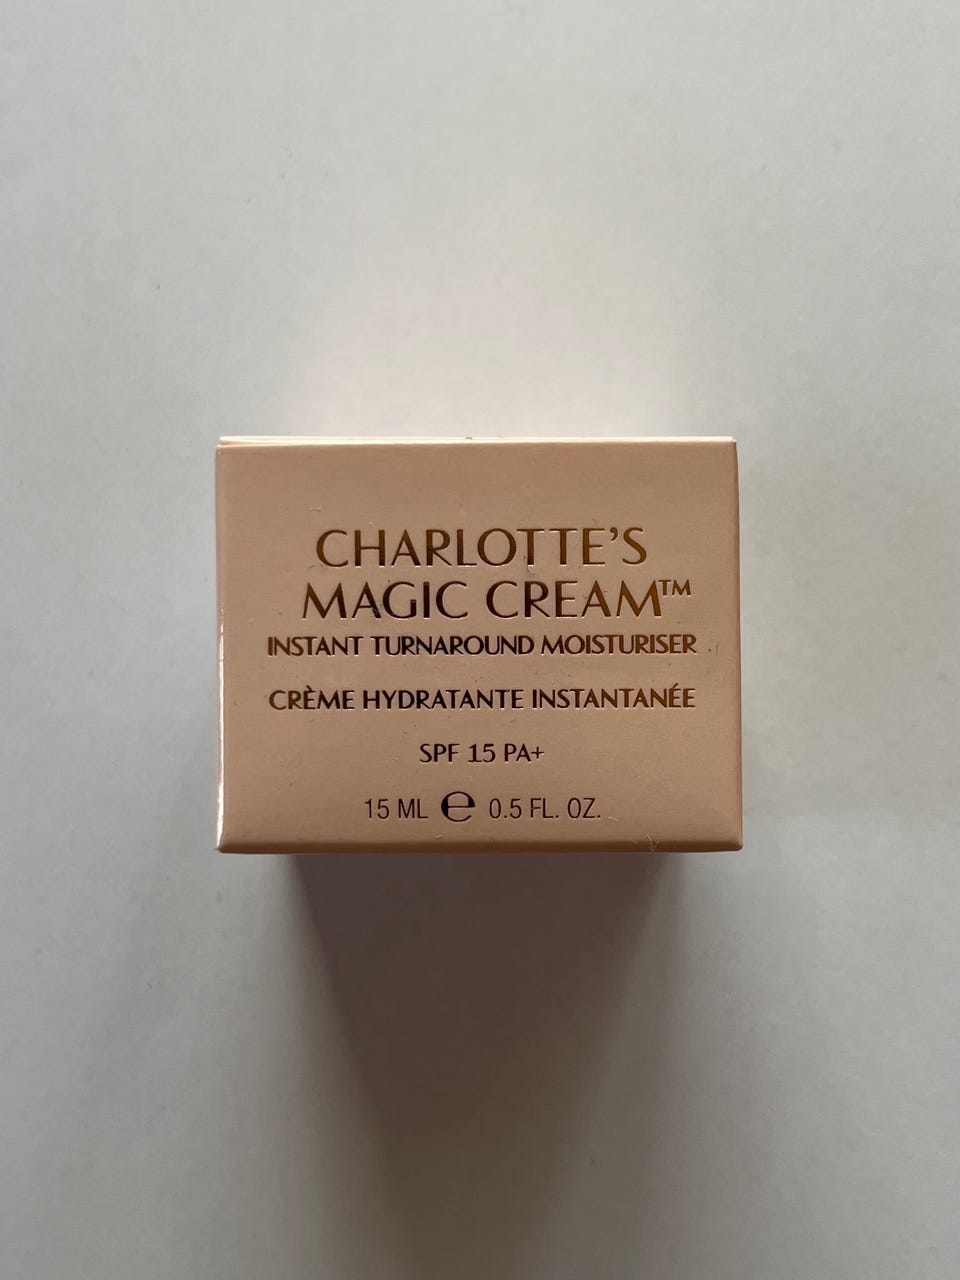 CHARLOTTE'S
MAGIC CREAM™
INSTANT TURNAROUND MOISTURISER
CRÈME HYDRATANTE INSTANTANÉE
SPF 15 PA+
15 ML ℮ 0.5 FL. OZ.